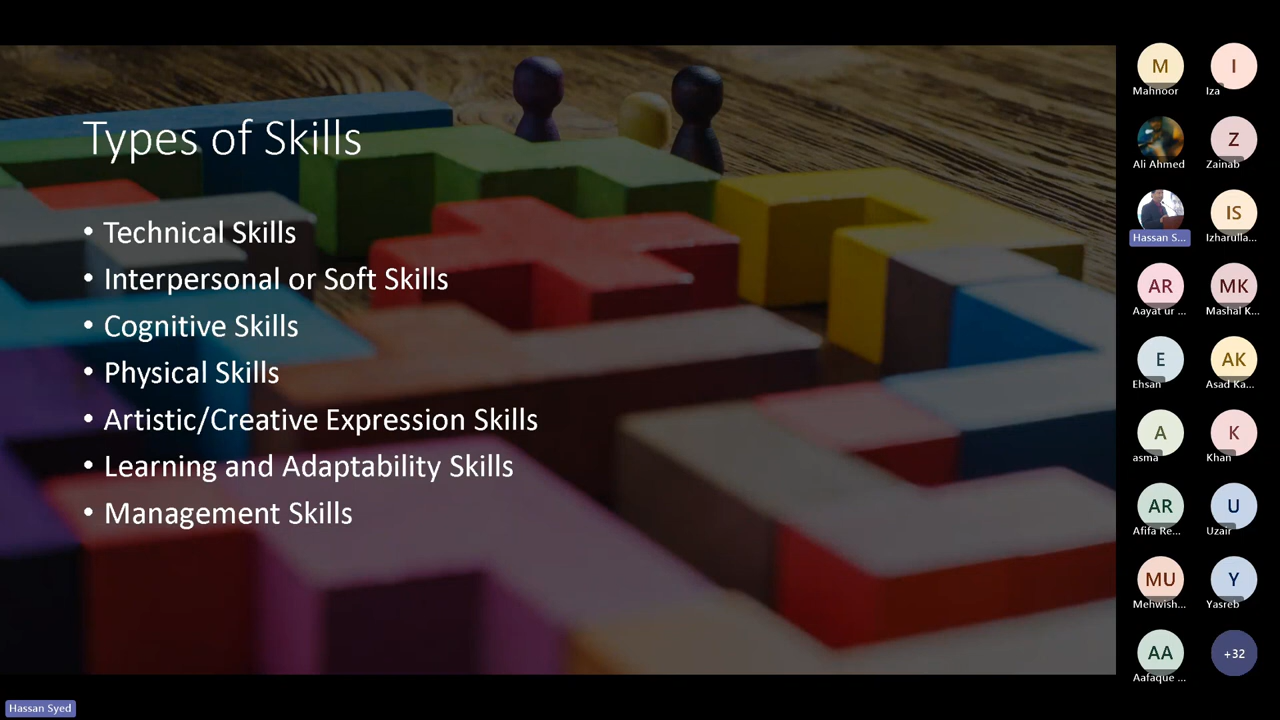 Types of Skills
• Technical Skills
• Interpersonal or Soft Skills
• Cognitive Skills
• Physical Skills
• Artistic/Creative Expression Skills
• Learning and Adaptability Skills
• Management Skills
M
Mahnoor
I
Iza
Ali Ahmed
Z
Zainab
Hassan S...
IS
Izharulla...
AR
Aayat ur ...
MK
Mashal K...
E
Ehsan
AK
Asad Ka...
A
asma
K
Khan
AR
Afifa Re...
U
Uzair
MU
Mehwish...
Y
Yasreb
AA
Aafaque ...
+32
Hassan Syed